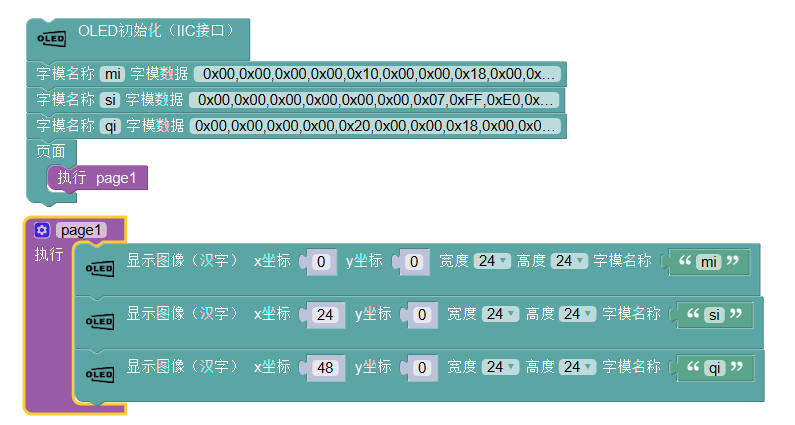 OLED OLED初始化（IIC接口）
字模名称 mi 字模数据 0x00,0x00,0x00,0x00,0x10,0x00,0x00,0x18,0x00,0x…
字模名称 si 字模数据 0x00,0x00,0x00,0x00,0x00,0x00,0x07,0xFF,0xE0,0x…
字模名称 qi 字模数据 0x00,0x00,0x00,0x00,0x20,0x00,0x00,0x18,0x00,0x0…
页面
执行 page1
page1
执行
OLED 显示图像（汉字） x坐标 0 y坐标 0 宽度 24 高度 24 字模名称 “ mi ”
OLED 显示图像（汉字） x坐标 24 y坐标 0 宽度 24 高度 24 字模名称 “ si ”
OLED 显示图像（汉字） x坐标 48 y坐标 0 宽度 24 高度 24 字模名称 “ qi ”